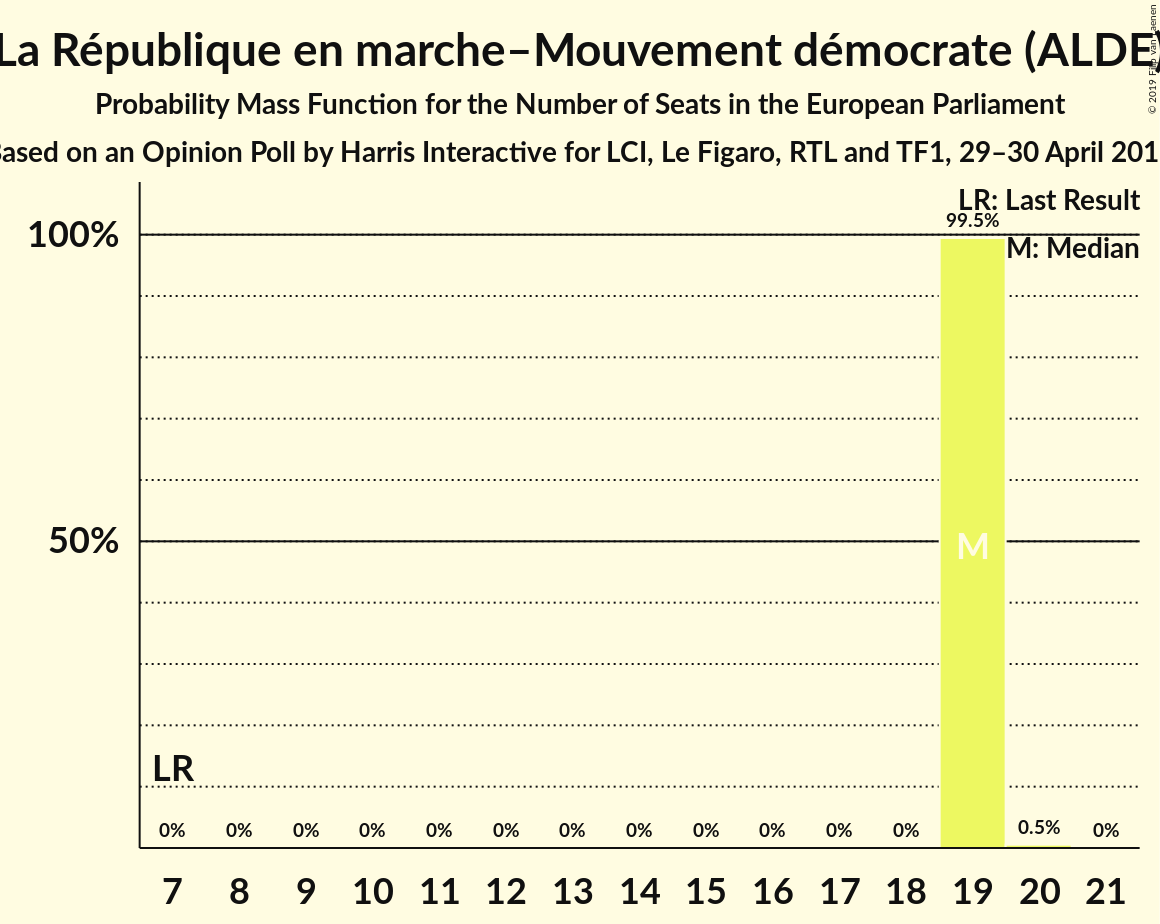 La République en marche–Mouvement démocrate (ALDE)
Probability Mass Function for the Number of Seats in the European Parliament
Based on an Opinion Poll by Harris Interactive for LCI, Le Figaro, RTL and TF1, 29–30 April 201
© 2019 Filip van Laenen
LR: Last Result
M: Median
99.5%
100%
50%
M
LR
0% 0% 0% 0% 0% 0% 0% 0% 0% 0% 0% 0% 0.5% 0%
7 8 9 10 11 12 13 14 15 16 17 18 19 20 21